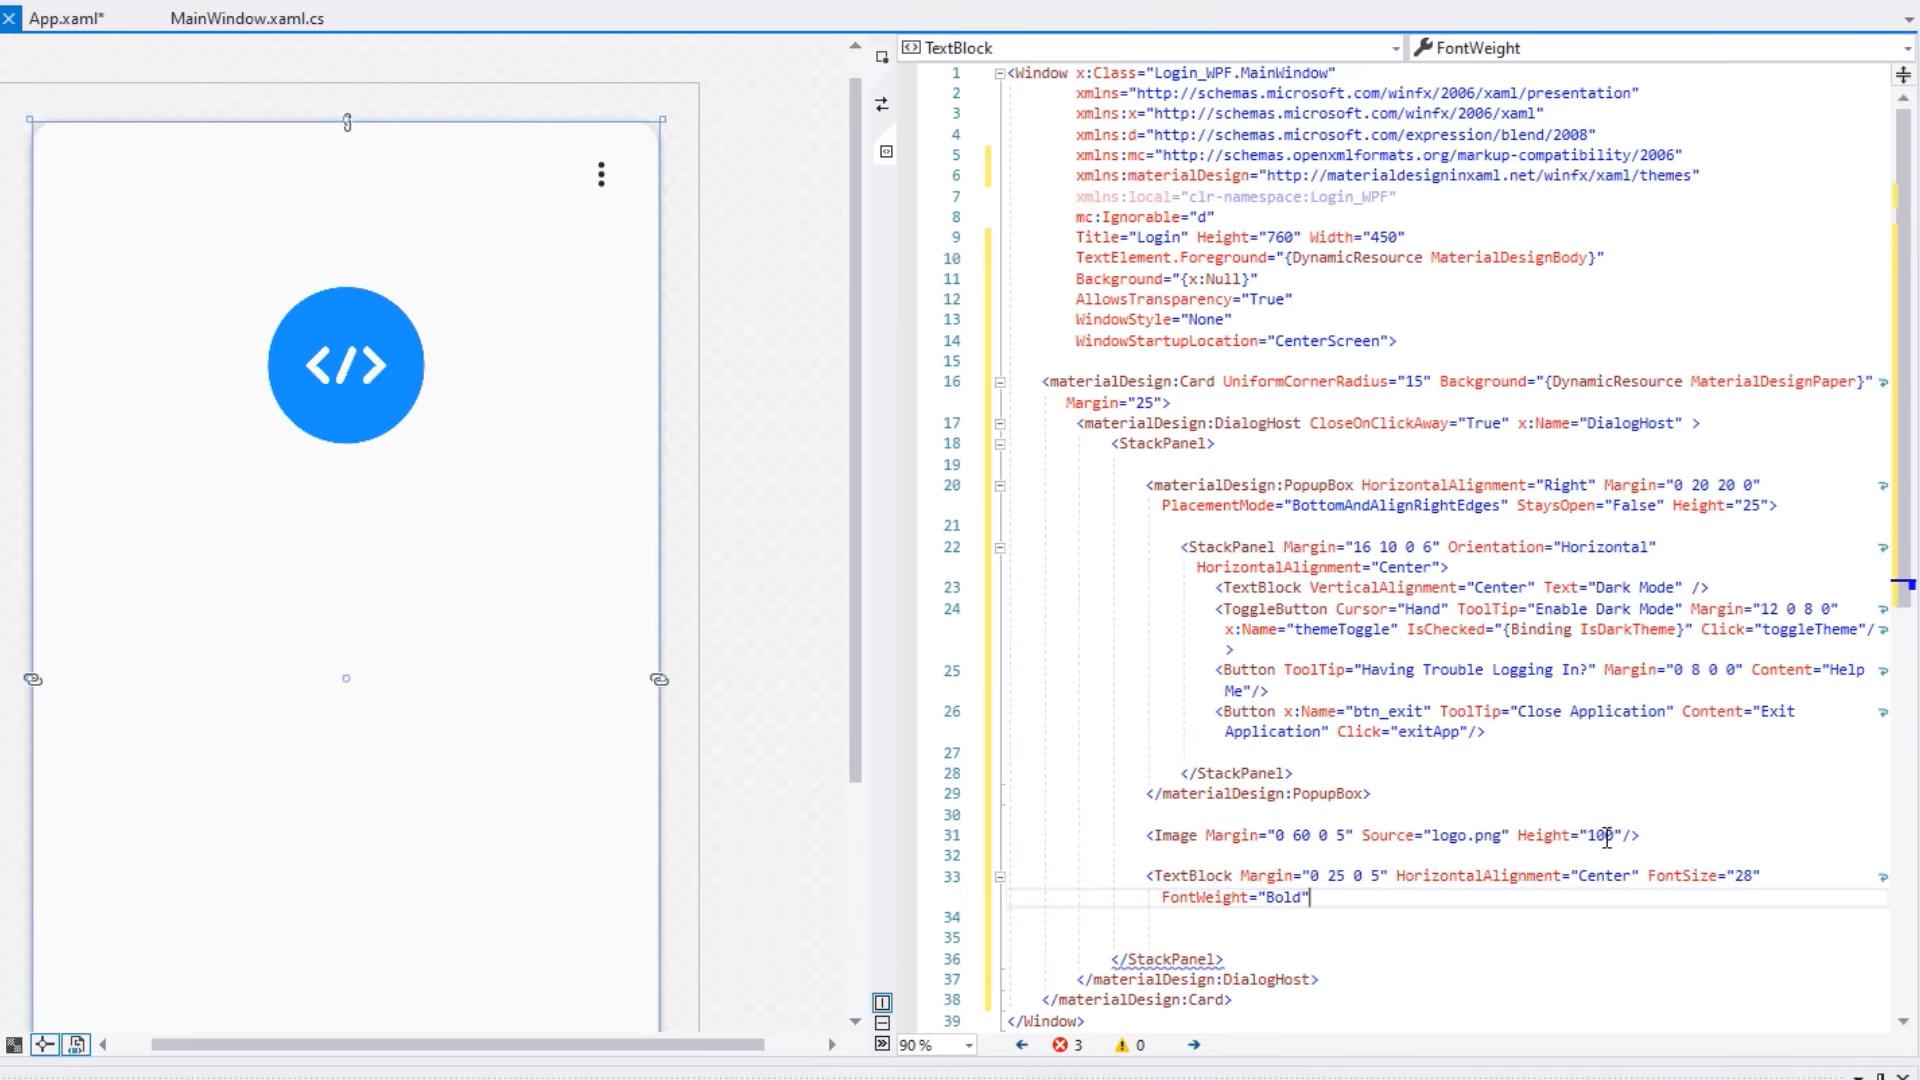 App.xaml*
MainWindow.xaml.cs
TextBlock
FontWeight
1 <Window x:Class="Login_WPF.MainWindow"
2 xmlns="http://schemas.microsoft.com/winfx/2006/xaml/presentation"
3 xmlns:x="http://schemas.microsoft.com/winfx/2006/xaml"
4 xmlns:d="http://schemas.microsoft.com/expression/blend/2008"
5 xmlns:mc="http://schemas.openxmlformats.org/markup-compatibility/2006"
6 xmlns:materialDesign="http://materialdesigninxaml.net/winfx/xaml/themes"
7 xmlns:local="clr-namespace:Login_WPF"
8 mc:Ignorable="d"
9 Title="Login" Height="760" Width="450"
10 TextElement.Foreground="{DynamicResource MaterialDesignBody}"
11 Background="{x:Null}"
12 AllowsTransparency="True"
13 WindowStyle="None"
14 WindowStartupLocation="CenterScreen">
15
16 <materialDesign:Card UniformCornerRadius="15" Background="{DynamicResource MaterialDesignPaper}"
Margin="25">
17 <materialDesign:DialogHost CloseOnClickAway="True" x:Name="DialogHost" >
18 <StackPanel>
19
20 <materialDesign:PopupBox HorizontalAlignment="Right" Margin="0 20 20 0"
PlacementMode="BottomAndAlignRightEdges" StaysOpen="False" Height="25">
21
22 <StackPanel Margin="16 10 0 6" Orientation="Horizontal"
HorizontalAlignment="Center">
23 <TextBlock VerticalAlignment="Center" Text="Dark Mode" />
24 <ToggleButton Cursor="Hand" ToolTip="Enable Dark Mode" Margin="12 0 8 0"
x:Name="themeToggle" IsChecked="{Binding IsDarkTheme}" Click="toggleTheme"/
>
25 <Button ToolTip="Having Trouble Logging In?" Margin="0 8 0 0" Content="Help
Me"/>
26 <Button x:Name="btn_exit" ToolTip="Close Application" Content="Exit
Application" Click="exitApp"/>
27
28 </StackPanel>
29 </materialDesign:PopupBox>
30
31 <Image Margin="0 60 0 5" Source="logo.png" Height="100"/>
32
33 <TextBlock Margin="0 25 0 5" HorizontalAlignment="Center" FontSize="28"
FontWeight="Bold"
34
35
36 </StackPanel>
37 </materialDesign:DialogHost>
38 </materialDesign:Card>
39 </Window>
90 %
3
0